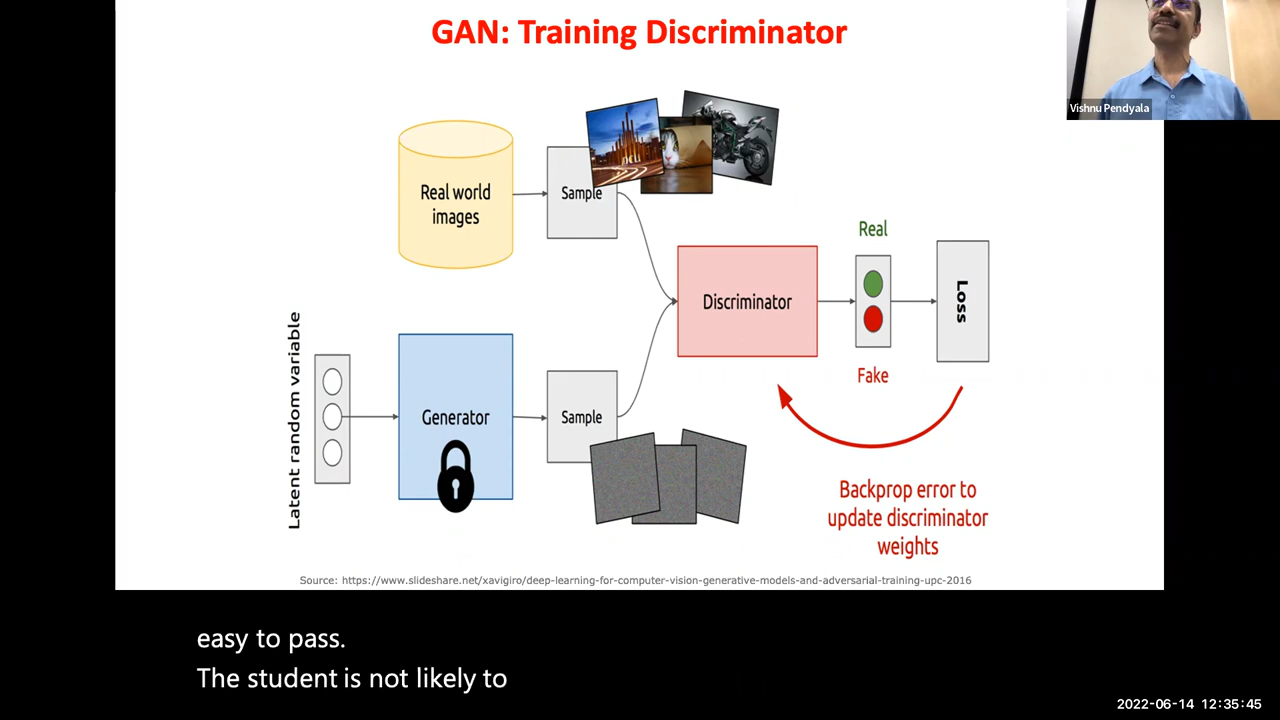 GAN: Training Discriminator
Vishnu Pendyala
Real world
images
Sample
Real
Discriminator
Loss
Latent random variable
Generator
Sample
Fake
Backprop error to
update discriminator
weights
Source: https://www.slideshare.net/xavigiro/deep-learning-for-computer-vision-generative-models-and-adversarial-training-upc-2016
easy to pass.
The student is not likely to
2022-06-14 12:35:45